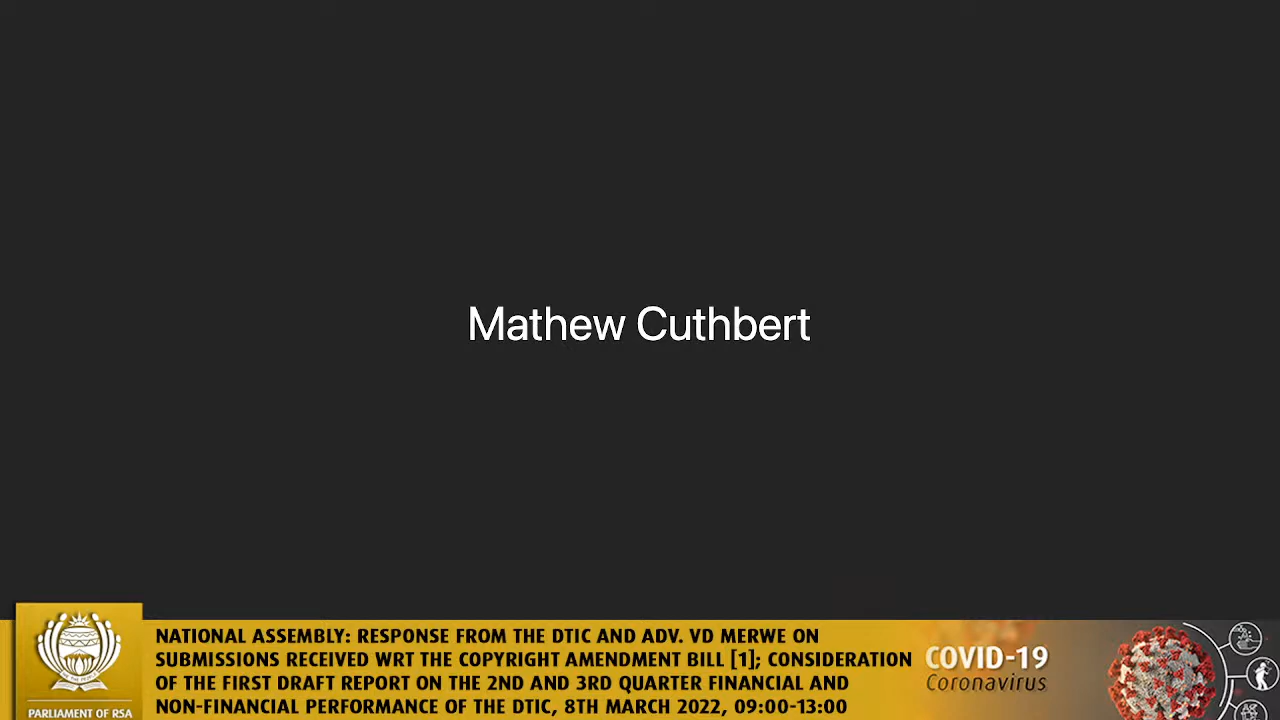 Mathew Cuthbert
NATIONAL ASSEMBLY: RESPONSE FROM THE DTIC AND ADV. VD MERWE ON
SUBMISSIONS RECEIVED WRT THE COPYRIGHT AMENDMENT BILL [1]; CONSIDERATION
OF THE FIRST DRAFT REPORT ON THE 2ND AND 3RD QUARTER FINANCIAL AND
NON-FINANCIAL PERFORMANCE OF THE DTIC, 8TH MARCH 2022, 09:00-13:00
PARLIAMENT OF RSA
COVID-19
Coronavirus